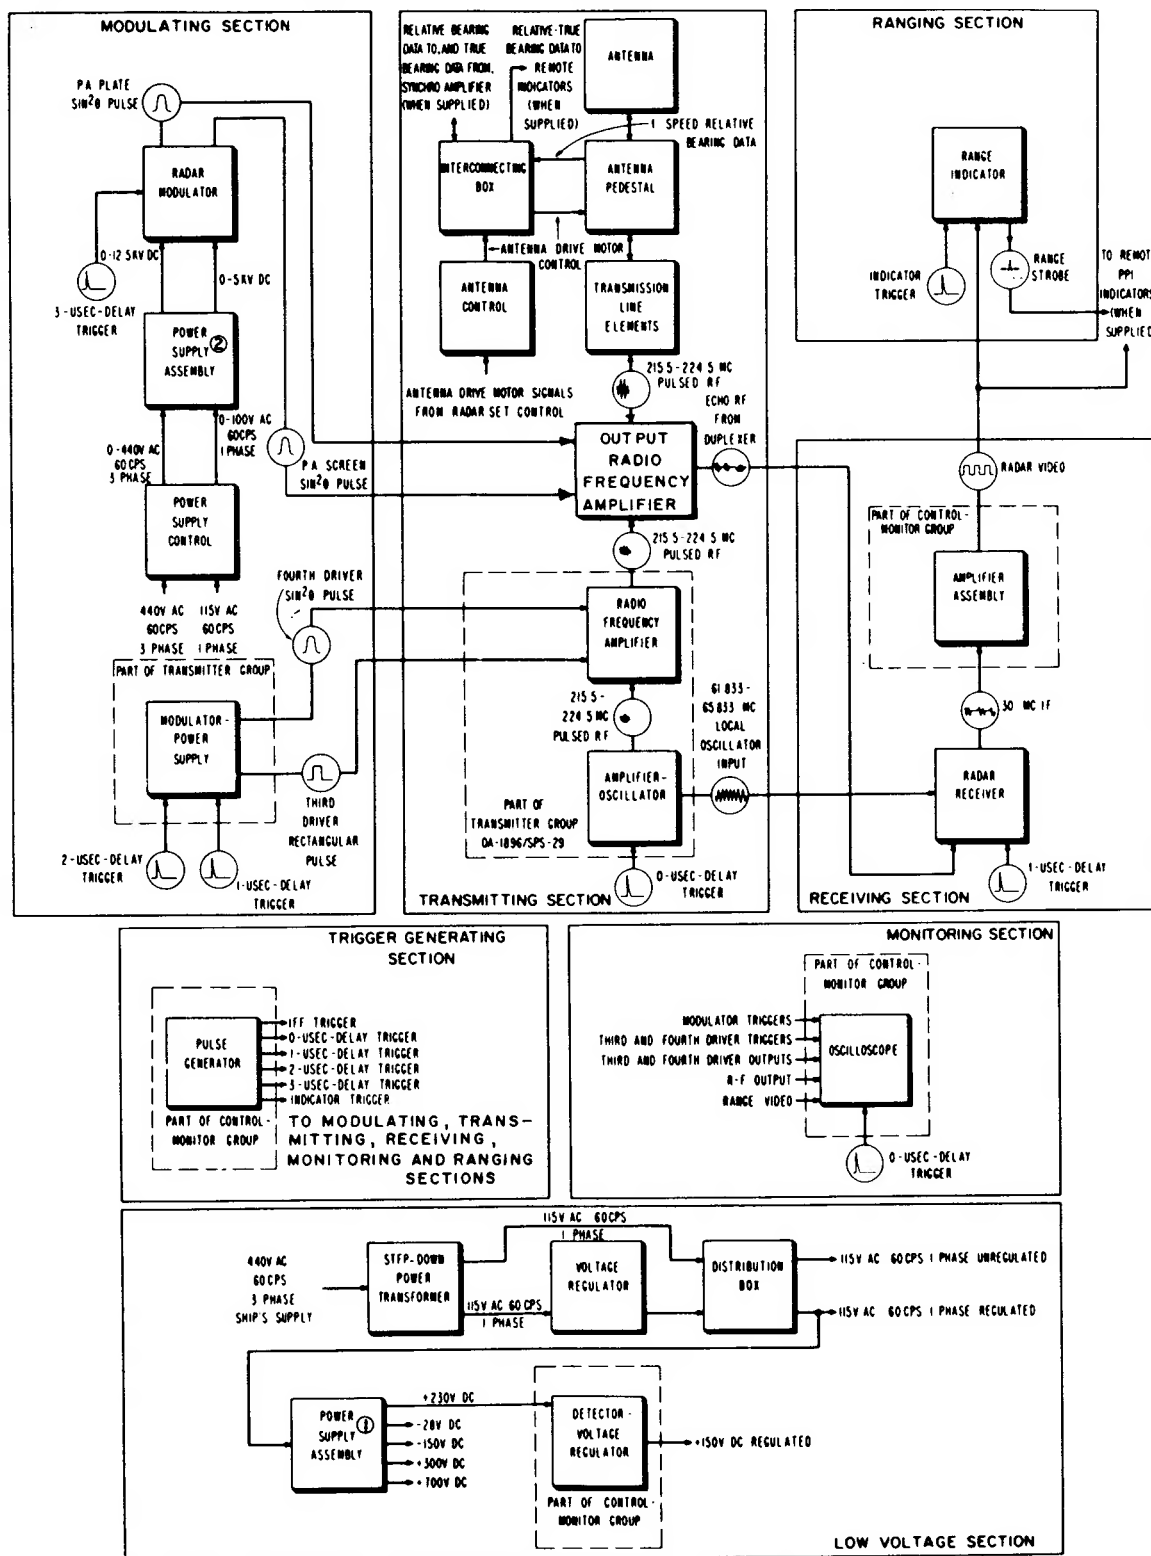 MODULATING SECTION
P.A. PLATE
SIN²θ PULSE
RADAR
MODULATOR
0-12.5KV DC
0-5KV DC
3-USEC-DELAY
TRIGGER
POWER
SUPPLY ②
ASSEMBLY
0-440V AC
60CPS
3 PHASE
0-100V AC
60CPS
1 PHASE
P.A. SCREEN
SIN²θ PULSE
POWER
SUPPLY
CONTROL
440V AC
60CPS
3 PHASE
115V AC
60CPS
1 PHASE
FOURTH DRIVER
SIN²θ PULSE
PART OF TRANSMITTER GROUP
MODULATOR-
POWER
SUPPLY
THIRD
DRIVER
RECTANGULAR
PULSE
2-USEC-DELAY
TRIGGER
1-USEC-DELAY
TRIGGER
RELATIVE BEARING
DATA TO, AND TRUE
BEARING DATA FROM,
SYNCHRO AMPLIFIER
(WHEN SUPPLIED)
RELATIVE-TRUE
BEARING DATA TO
REMOTE
INDICATORS
(WHEN
SUPPLIED)
ANTENNA
1 SPEED RELATIVE
BEARING DATA
INTERCONNECTING
BOX
ANTENNA
PEDESTAL
ANTENNA DRIVE MOTOR
CONTROL
ANTENNA
CONTROL
TRANSMISSION
LINE
ELEMENTS
ANTENNA DRIVE MOTOR SIGNALS
FROM RADAR SET CONTROL
215.5-224.5 MC
PULSED RF
ECHO RF
FROM
DUPLEXER
OUTPUT
RADIO
FREQUENCY
AMPLIFIER
215.5-224.5 MC
PULSED RF
RADIO
FREQUENCY
AMPLIFIER
215.5-
224.5 MC
PULSED RF
61.833-
65.833 MC
LOCAL
OSCILLATOR
INPUT
AMPLIFIER-
OSCILLATOR
PART OF
TRANSMITTER GROUP
OA-1896/SPS-29
0-USEC-DELAY
TRIGGER
TRANSMITTING SECTION
RANGING SECTION
RANGE
INDICATOR
INDICATOR
TRIGGER
RANGE
STROBE
TO REMOTE
PPI
INDICATORS
(WHEN
SUPPLIED)
RADAR VIDEO
PART OF CONTROL-
MONITOR GROUP
AMPLIFIER
ASSEMBLY
30 MC IF
RADAR
RECEIVER
1-USEC-DELAY
TRIGGER
RECEIVING SECTION
TRIGGER GENERATING
SECTION
PULSE
GENERATOR
IFF TRIGGER
0-USEC-DELAY TRIGGER
1-USEC-DELAY TRIGGER
2-USEC-DELAY TRIGGER
3-USEC-DELAY TRIGGER
INDICATOR TRIGGER
PART OF CONTROL-
MONITOR GROUP
TO MODULATING, TRANS-
MITTING, RECEIVING,
MONITORING AND RANGING
SECTIONS
MONITORING SECTION
PART OF CONTROL-
MONITOR GROUP
MODULATOR TRIGGERS
THIRD AND FOURTH DRIVER TRIGGERS
THIRD AND FOURTH DRIVER OUTPUTS
R-F OUTPUT
RANGE VIDEO
OSCILLOSCOPE
0-USEC-DELAY
TRIGGER
440V AC
60CPS
3 PHASE
SHIP'S SUPPLY
STEP-DOWN
POWER
TRANSFORMER
115V AC 60CPS
1 PHASE
115V AC 60CPS
1 PHASE
VOLTAGE
REGULATOR
DISTRIBUTION
BOX
115V AC 60CPS 1 PHASE UNREGULATED
115V AC 60CPS 1 PHASE REGULATED
POWER
SUPPLY ①
ASSEMBLY
+230V DC
-28V DC
-150V DC
+300V DC
+700V DC
DETECTOR-
VOLTAGE
REGULATOR
+150V DC REGULATED
PART OF CONTROL-
MONITOR GROUP
LOW VOLTAGE SECTION